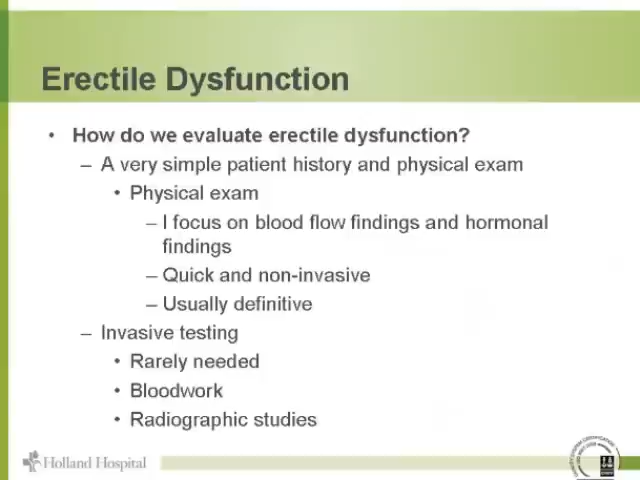 Erectile Dysfunction
• How do we evaluate erectile dysfunction?
– A very simple patient history and physical exam
• Physical exam
– I focus on blood flow findings and hormonal
findings
– Quick and non-invasive
– Usually definitive
– Invasive testing
• Rarely needed
• Bloodwork
• Radiographic studies
Holland Hospital